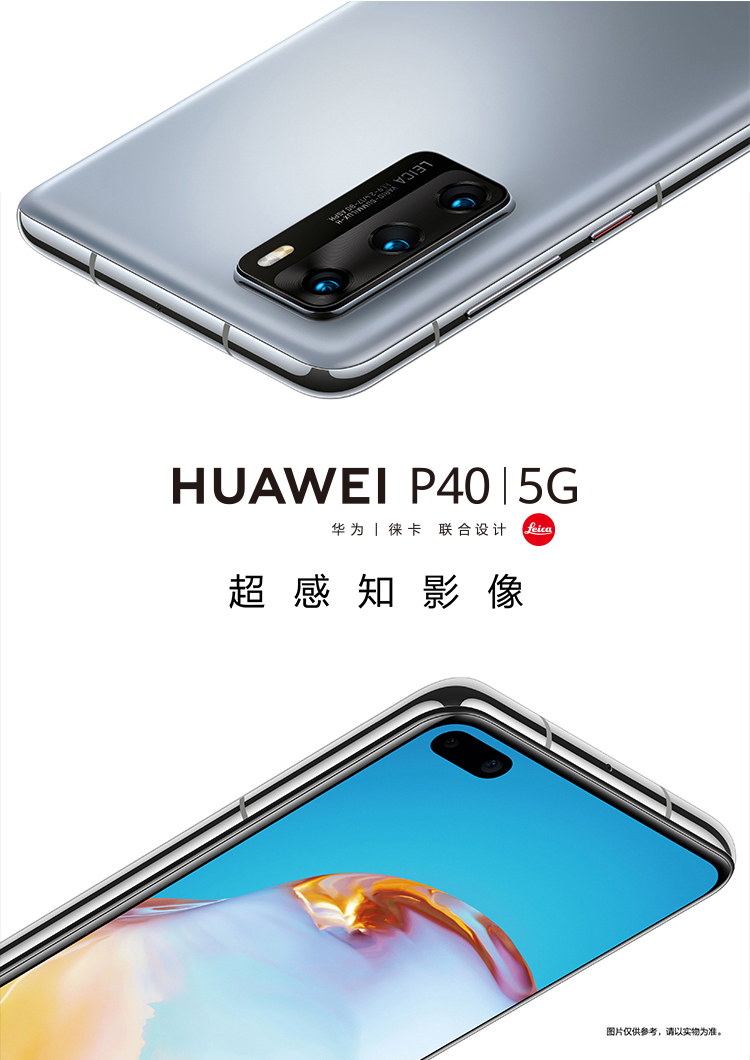 LEICA
VARIO-SUMMILUX-H
1:1.9-2.4/17-80 ASPH.
HUAWEI P40 | 5G
华为 | 徕卡 联合设计 Leica
超感知影像
图片仅供参考，请以实物为准。